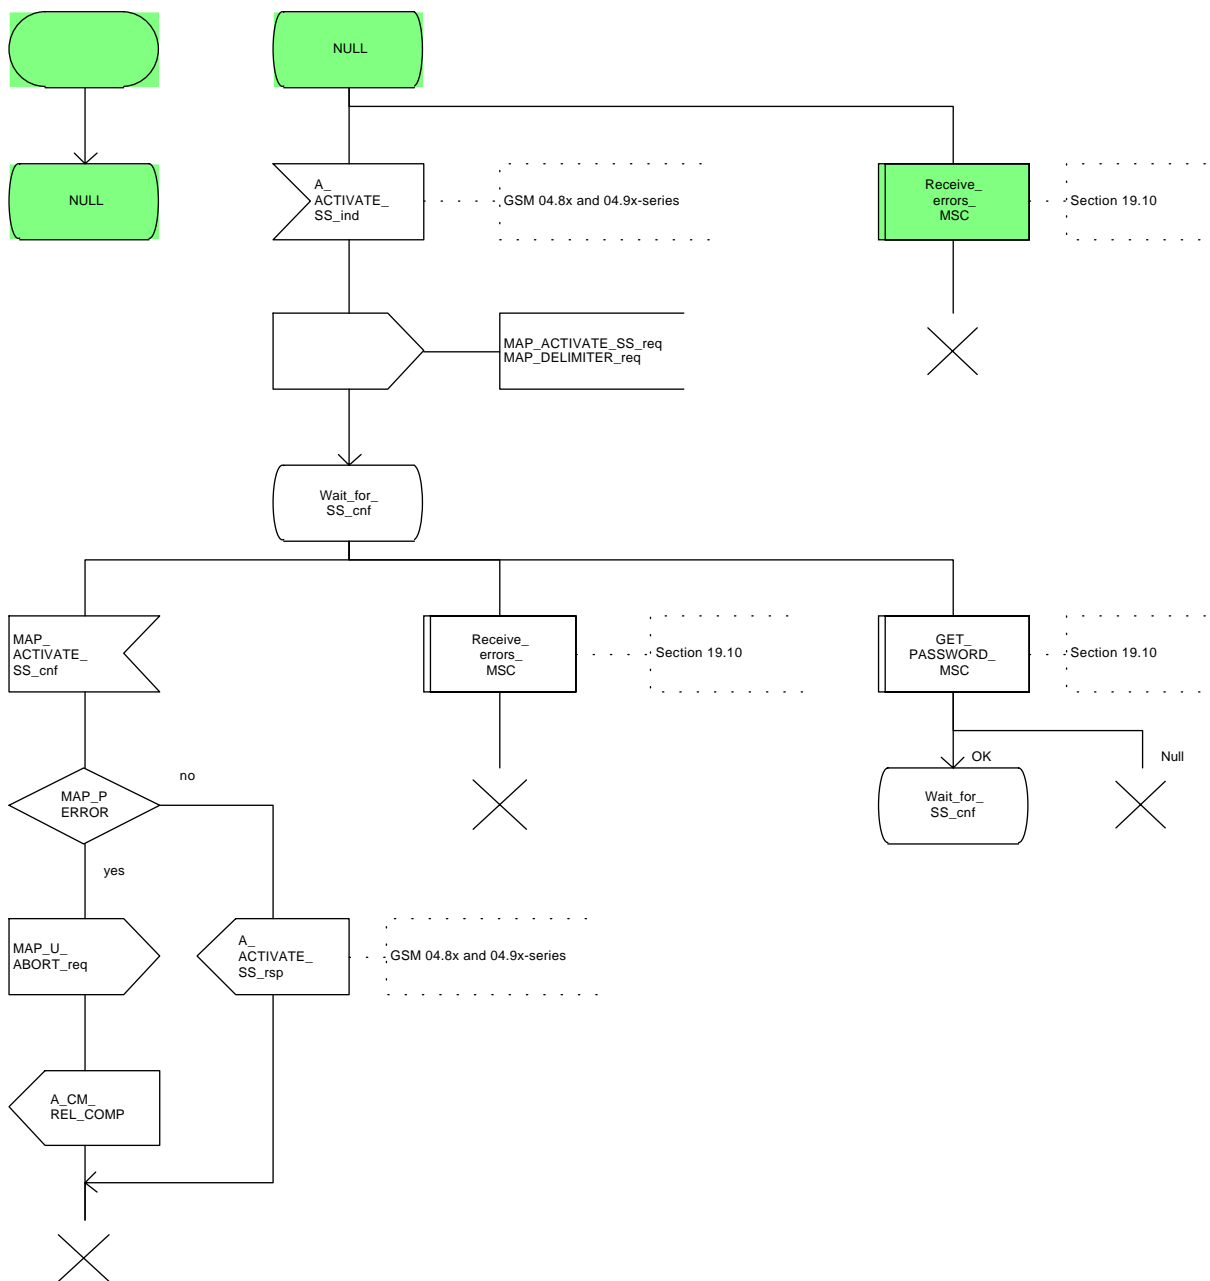 NULL
NULL
A_
ACTIVATE_
SS_ind
GSM 04.8x and 04.9x-series
Receive_
errors_
MSC
Section 19.10
MAP_ACTIVATE_SS_req
MAP_DELIMITER_req
Wait_for_
SS_cnf
MAP_
ACTIVATE_
SS_cnf
Receive_
errors_
MSC
Section 19.10
GET_
PASSWORD_
MSC
Section 19.10
OK
Null
no
MAP_P
ERROR
Wait_for_
SS_cnf
yes
MAP_U_
ABORT_req
A_
ACTIVATE_
SS_rsp
GSM 04.8x and 04.9x-series
A_CM_
REL_COMP